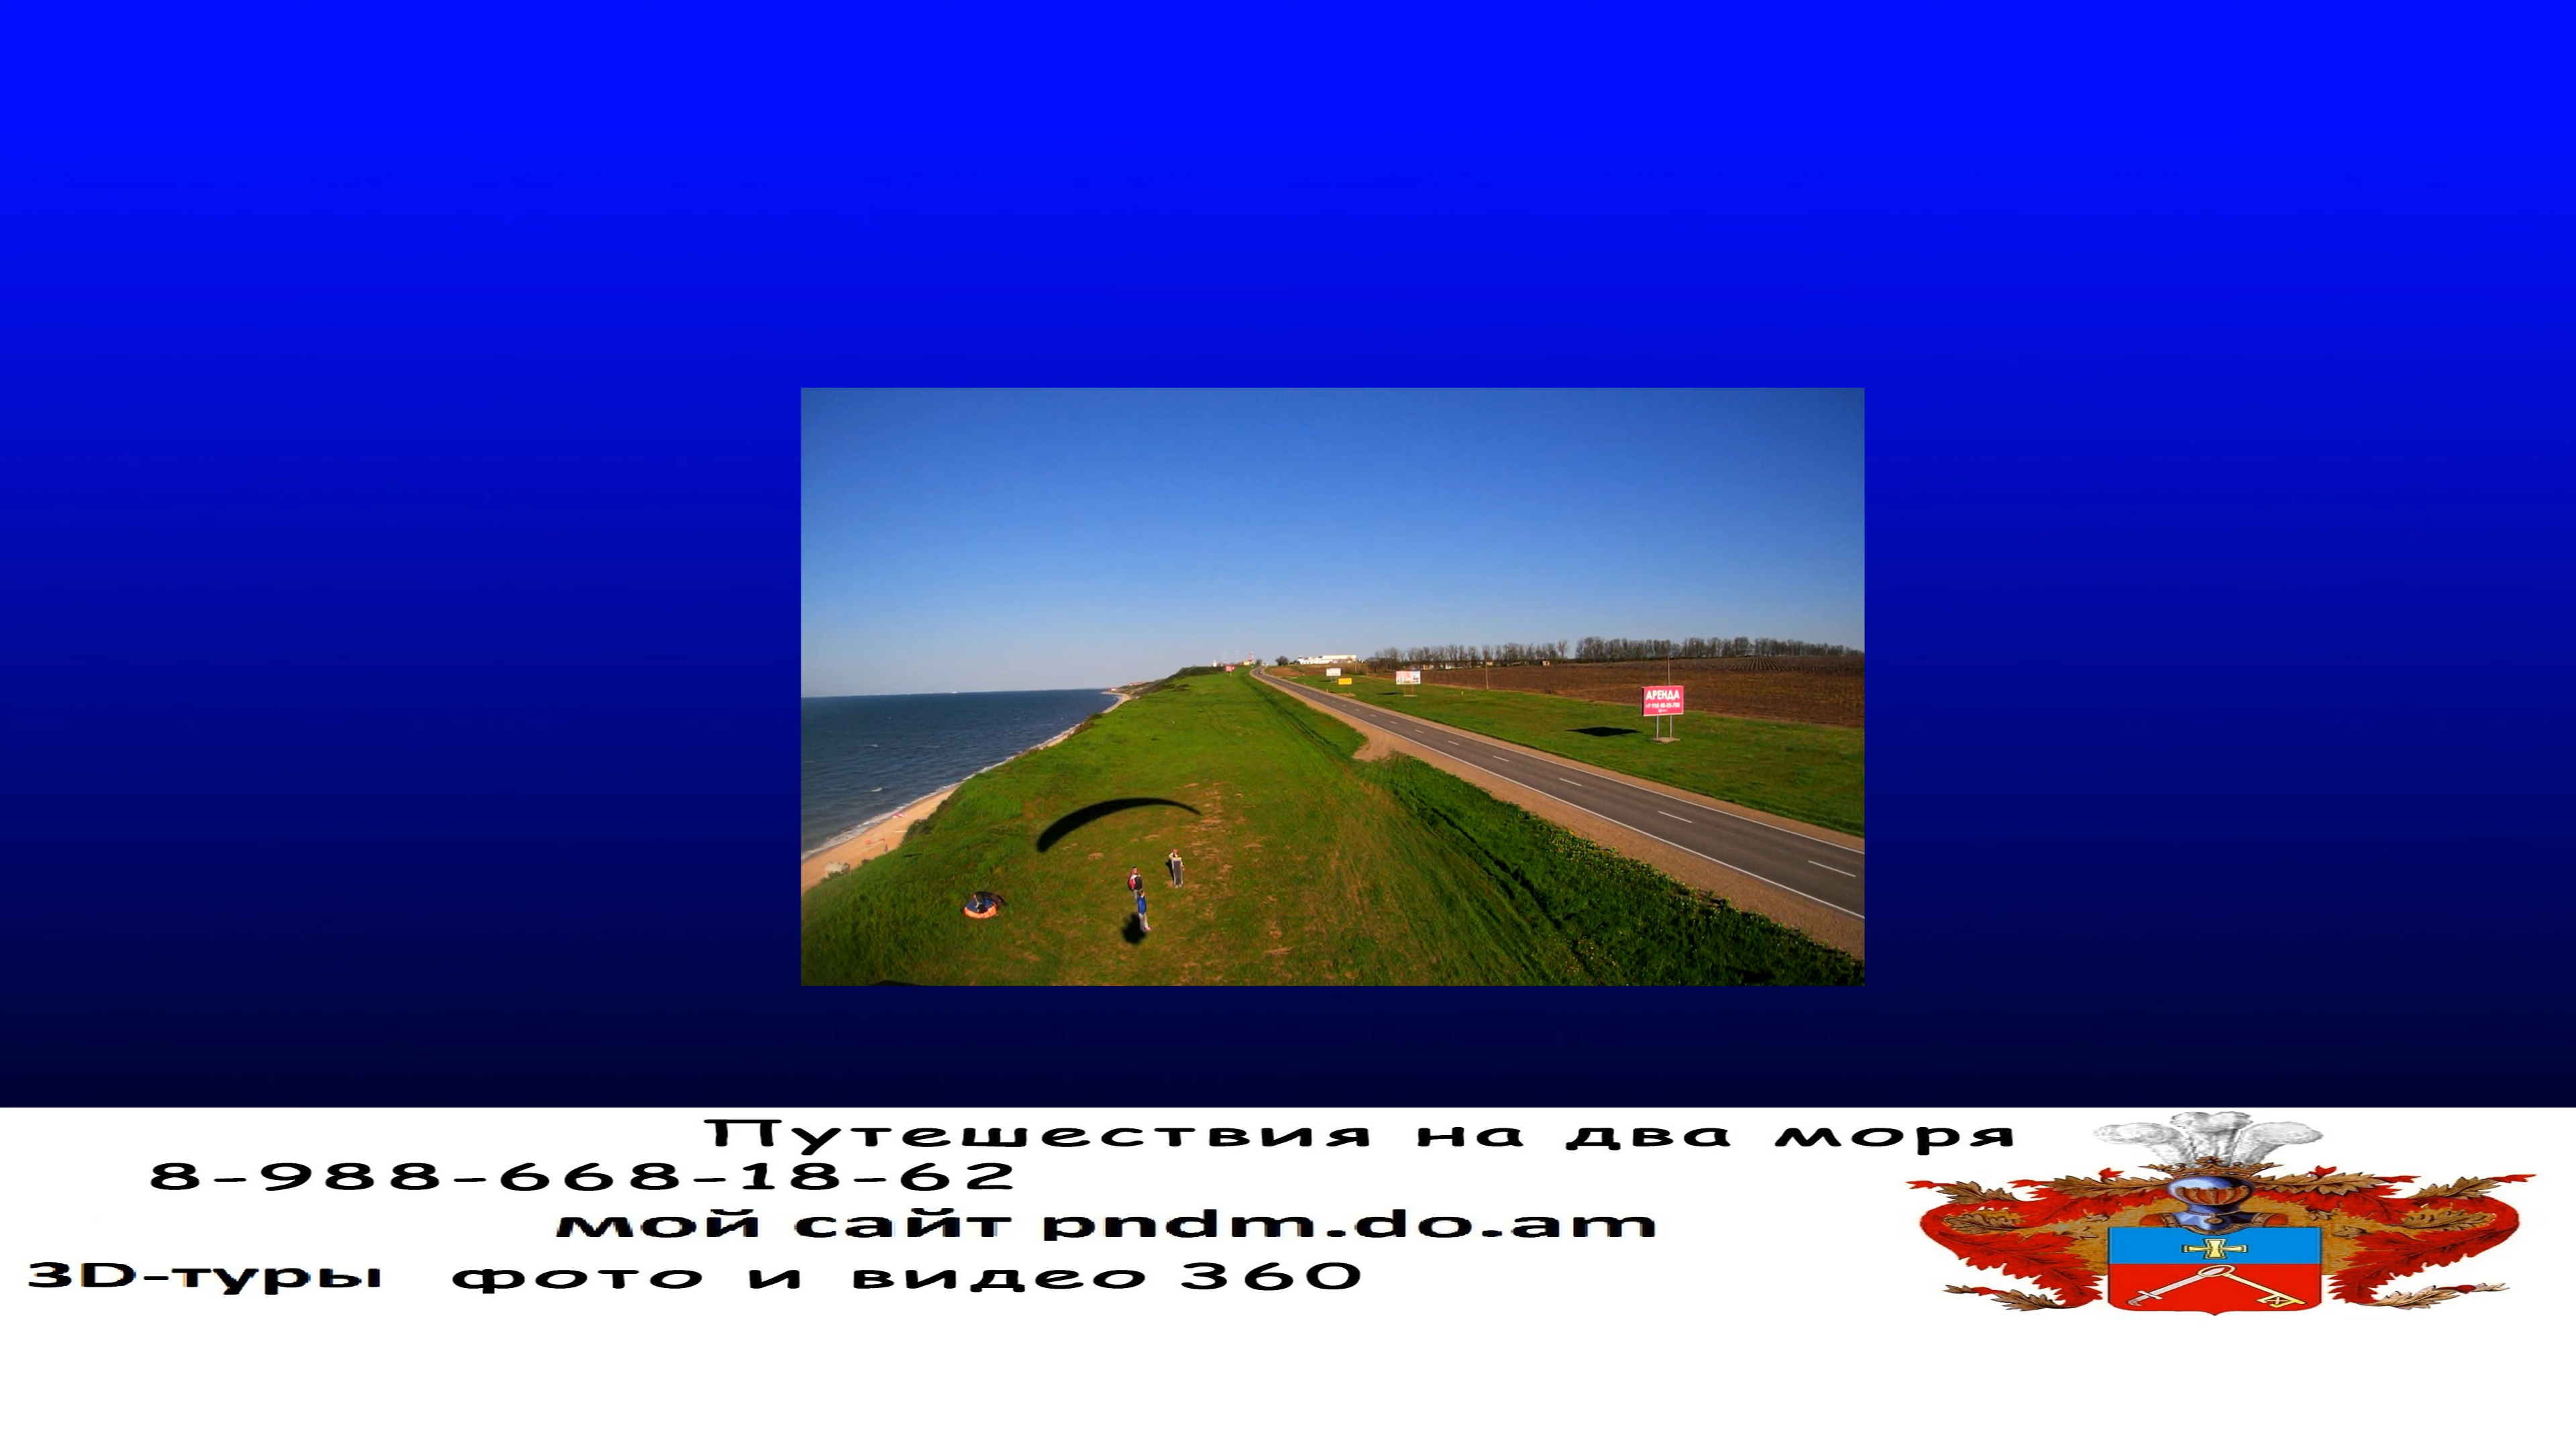 АРЕНДА
Путешествия на два моря
8-988-668-18-62
мой сайт pndm.do.am
3D-туры фото и видео 360